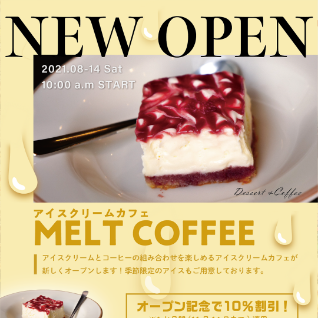 NEW OPEN
2021.08-14 Sat
10:00 a.m START
Dessert & Coffee
アイスクリームカフェ
MELT COFFEE
アイスクリームとコーヒーの組み合わせを楽しめるアイスクリームカフェが
新しくオープンします！季節限定のアイスもご用意しております。
オープン記念で10%割引！